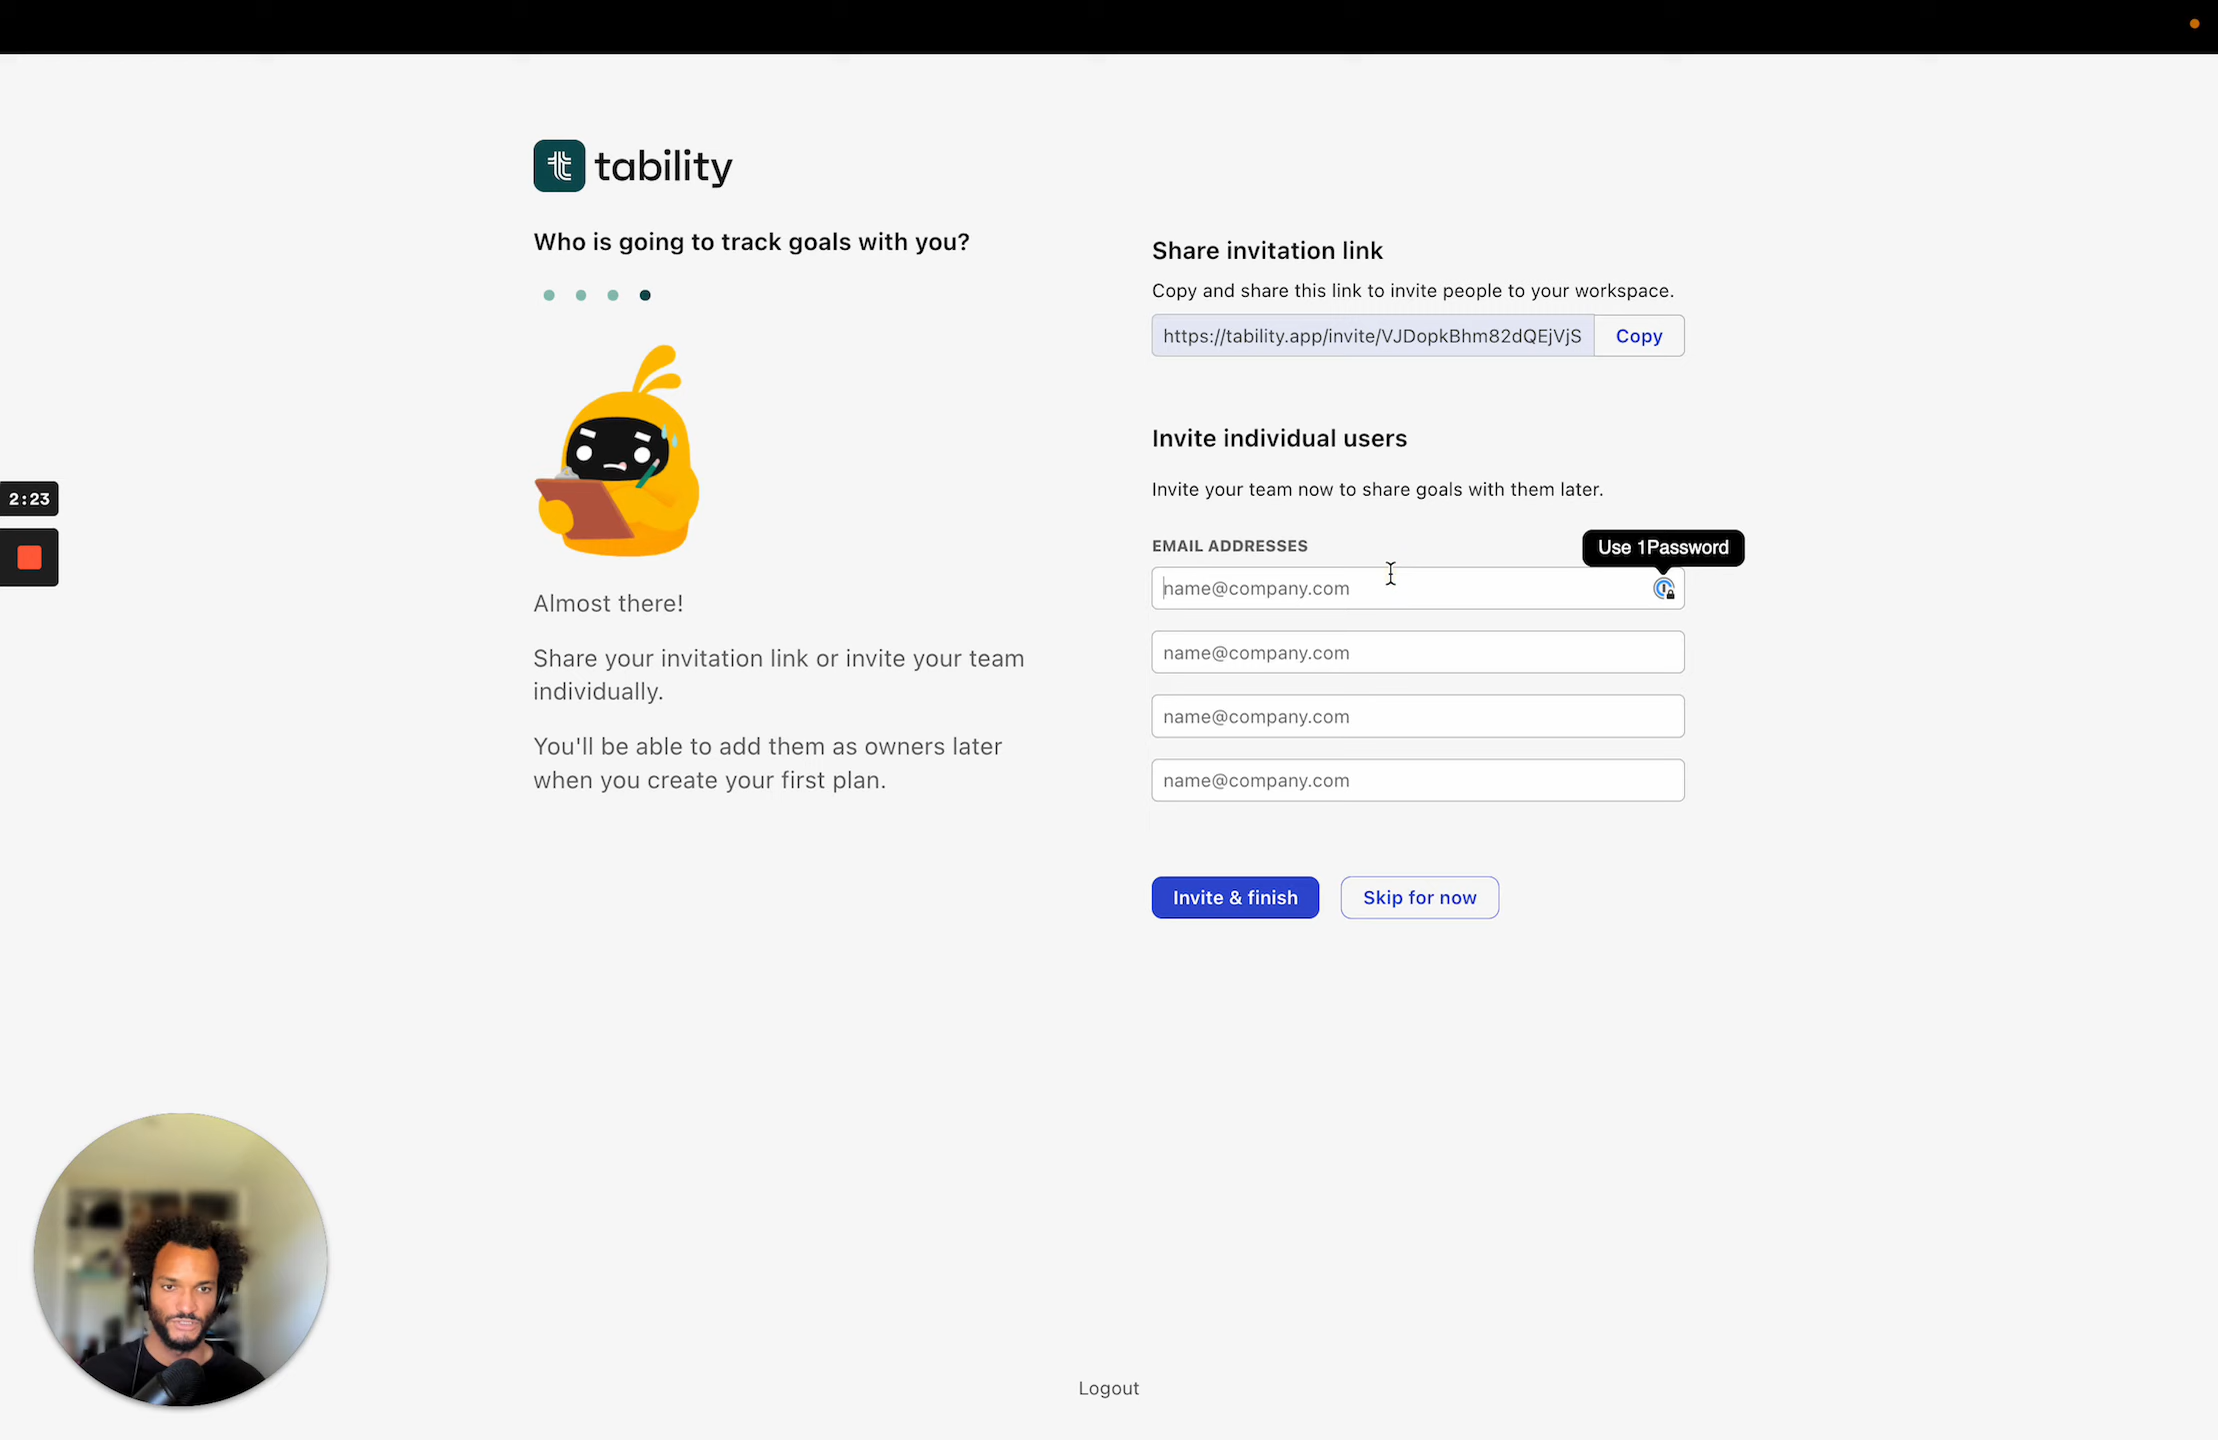 tability
Who is going to track goals with you?
Almost there!
Share your invitation link or invite your team
individually.
You'll be able to add them as owners later
when you create your first plan.
Share invitation link
Copy and share this link to invite people to your workspace.
https://tability.app/invite/VJDopkBhm82dQEjVjS
Copy
Invite individual users
Invite your team now to share goals with them later.
EMAIL ADDRESSES
Use 1Password
name@company.com
name@company.com
name@company.com
name@company.com
Invite & finish
Skip for now
2:23
Logout